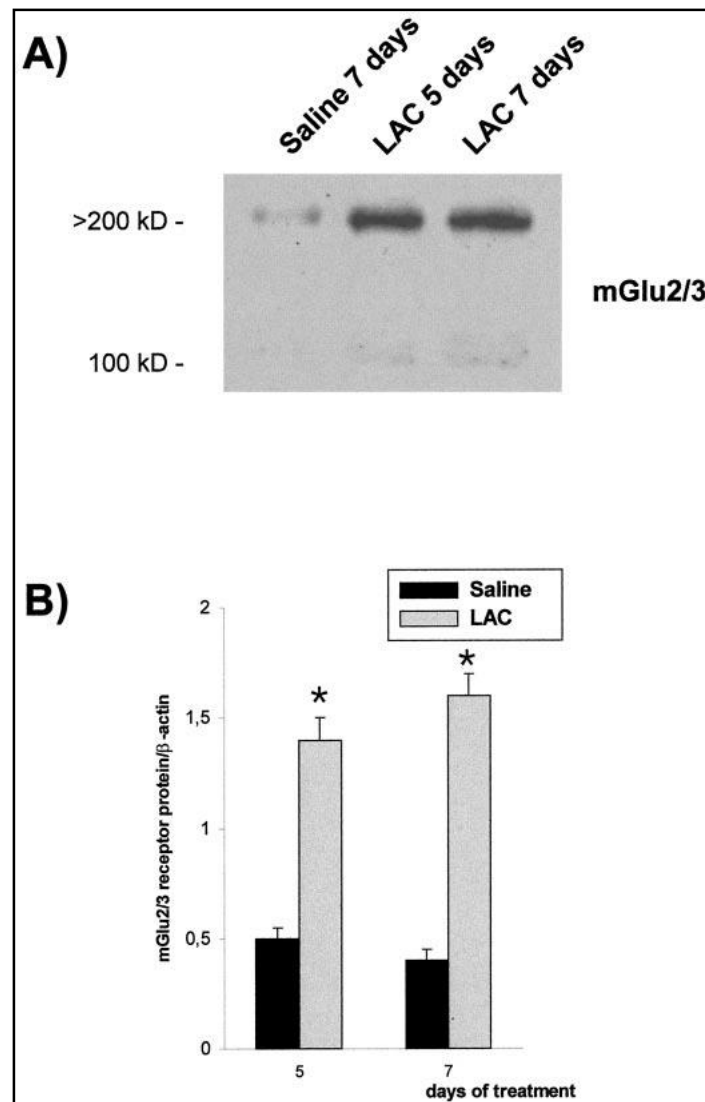 A)
Saline 7 days
LAC 5 days
LAC 7 days
>200 kD -
mGlu2/3
100 kD -
B)
Saline
LAC
mGlu2/3 receptor protein/β-actin
2
1,5
1
0,5
0
*
*
5
7
days of treatment